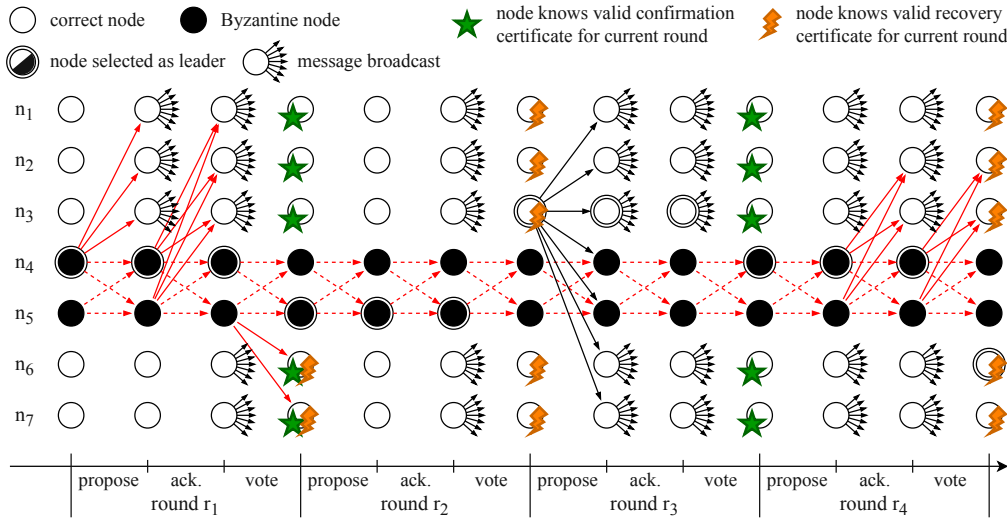 correct node
Byzantine node
node knows valid confirmation
certificate for current round
node knows valid recovery
certificate for current round
node selected as leader
message broadcast
n1
n2
n3
n4
n5
n6
n7
propose ack. vote propose ack. vote propose ack. vote propose ack. vote
round r1 round r2 round r3 round r4